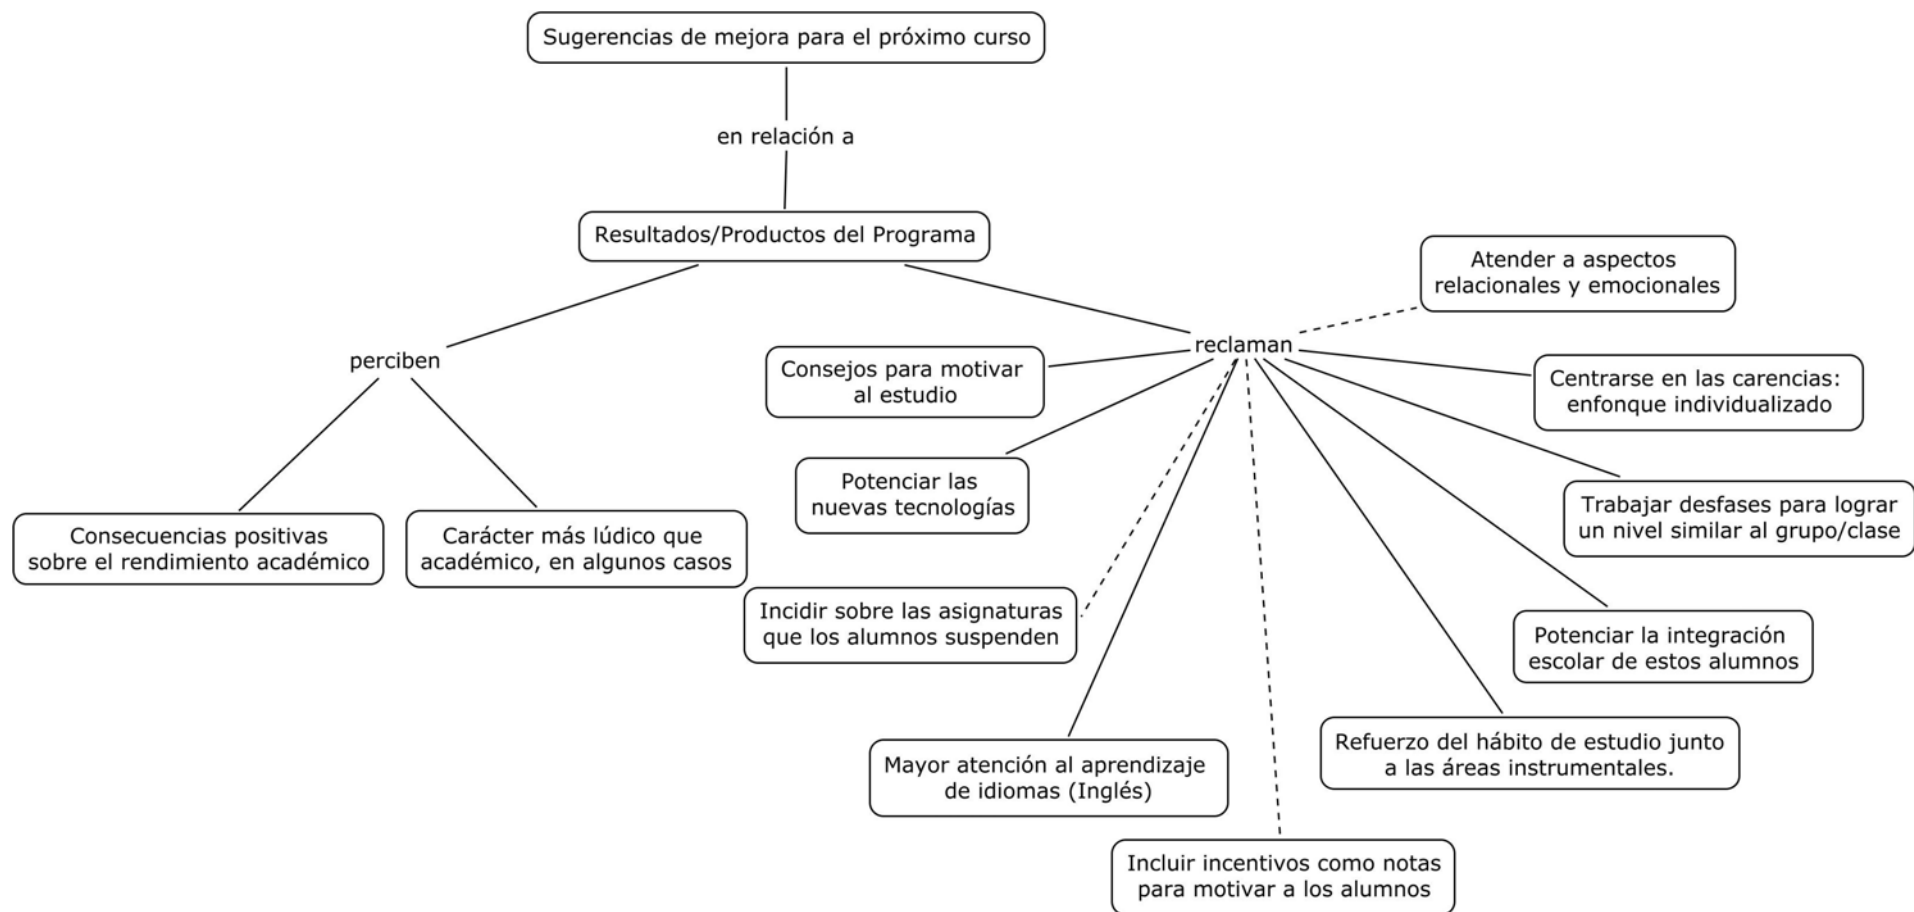 Sugerencias de mejora para el próximo curso
en relación a
Resultados/Productos del Programa
perciben
Consecuencias positivas
sobre el rendimiento académico
Carácter más lúdico que
académico, en algunos casos
reclaman
Atender a aspectos
relacionales y emocionales
Consejos para motivar
al estudio
Centrarse en las carencias:
enfonque individualizado
Potenciar las
nuevas tecnologías
Trabajar desfases para lograr
un nivel similar al grupo/clase
Incidir sobre las asignaturas
que los alumnos suspenden
Potenciar la integración
escolar de estos alumnos
Mayor atención al aprendizaje
de idiomas (Inglés)
Refuerzo del hábito de estudio junto
a las áreas instrumentales.
Incluir incentivos como notas
para motivar a los alumnos